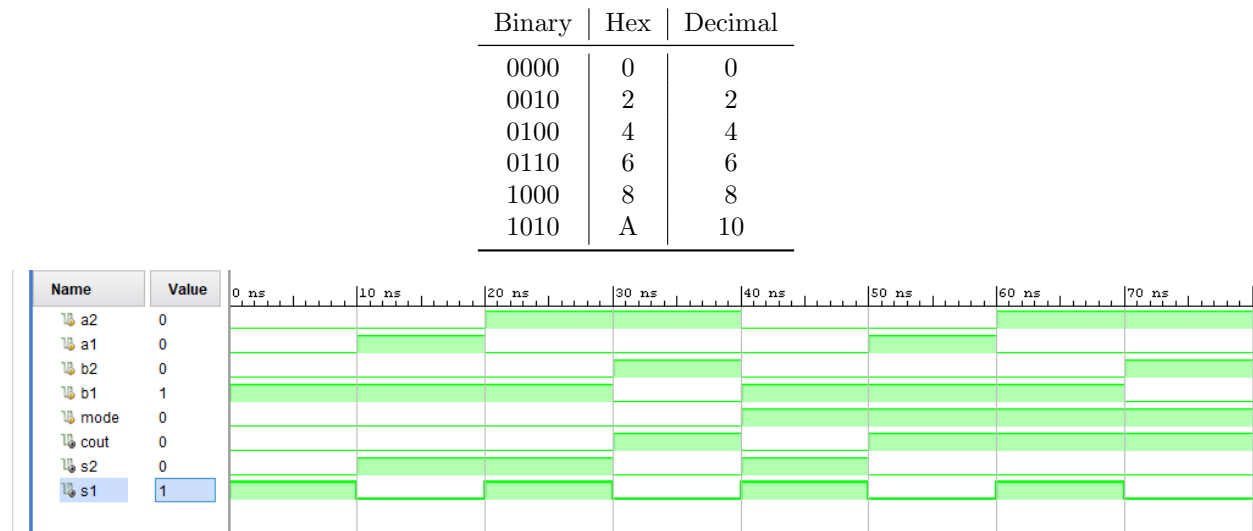 Binary Hex Decimal
0000 0 0
0010 2 2
0100 4 4
0110 6 6
1000 8 8
1010 A 10
Name Value 0 ns 10 ns 20 ns 30 ns 40 ns 50 ns 60 ns 70 ns
a2 0
a1 0
b2 0
b1 1
mode 0
cout 0
s2 0
s1 1